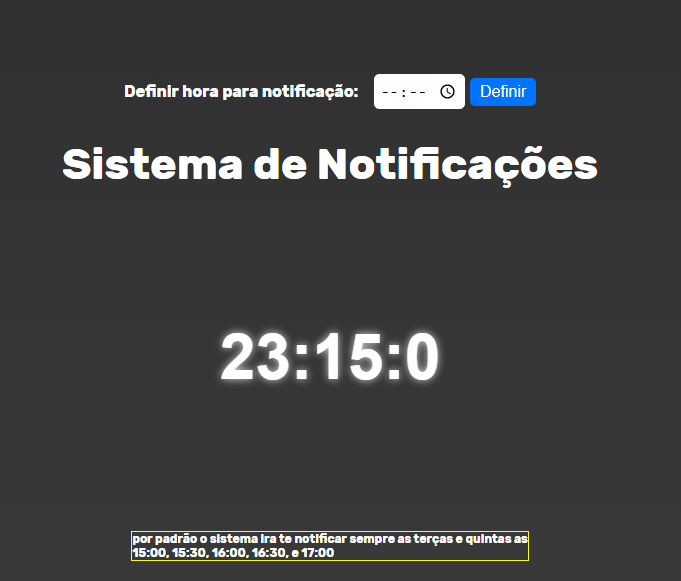 Definir hora para notificação: --:-- Definir
Sistema de Notificações
23:15:0
por padrão o sistema ira te notificar sempre as terças e quintas as
15:00, 15:30, 16:00, 16:30, e 17:00